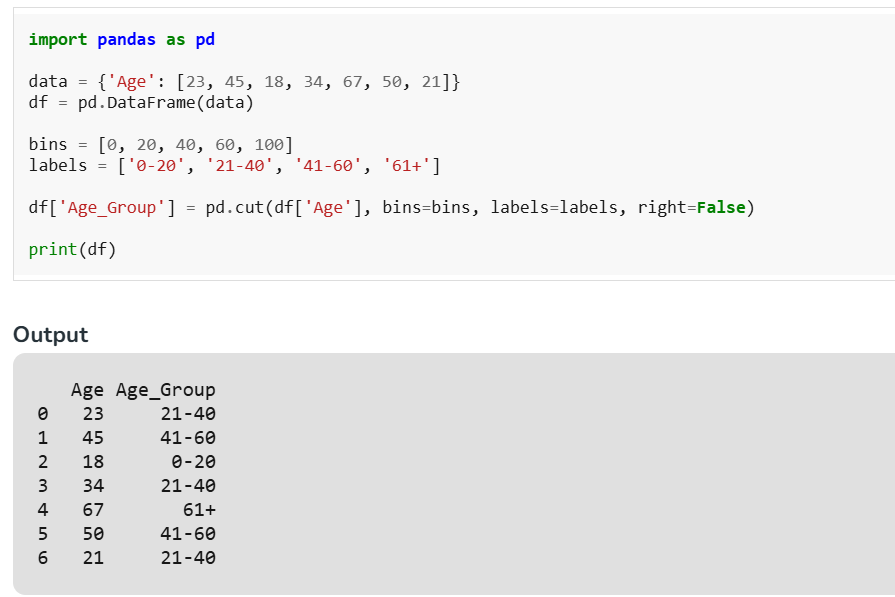 import pandas as pd
data = {'Age': [23, 45, 18, 34, 67, 50, 21]}
df = pd.DataFrame(data)
bins = [0, 20, 40, 60, 100]
labels = ['0-20', '21-40', '41-60', '61+']
df['Age_Group'] = pd.cut(df['Age'], bins=bins, labels=labels, right=False)
print(df)
Output
Age Age_Group
0 23 21-40
1 45 41-60
2 18 0-20
3 34 21-40
4 67 61+
5 50 41-60
6 21 21-40